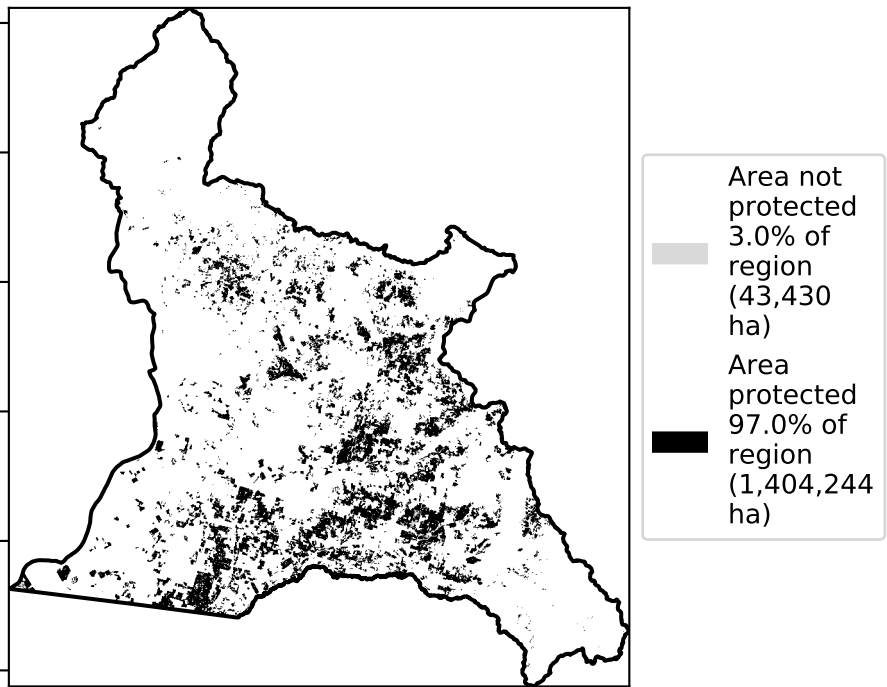 Area not
protected
3.0% of
region
(43,430
ha)
Area
protected
97.0% of
region
(1,404,244
ha)